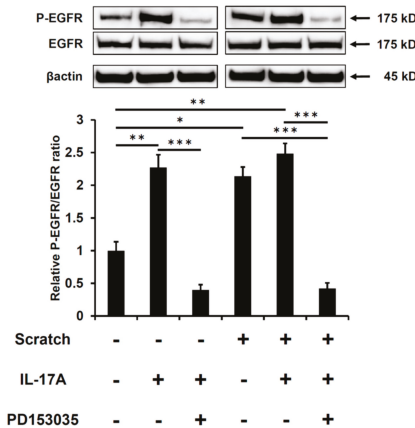 P-EGFR 175 kD
EGFR 175 kD
βactin 45 kD
**
* ***
** *** ***
Relative P-EGFR/EGFR ratio
3
2.5
2
1.5
1
0.5
0
Scratch - - - + + +
IL-17A - + + - + +
PD153035 - - + - - +